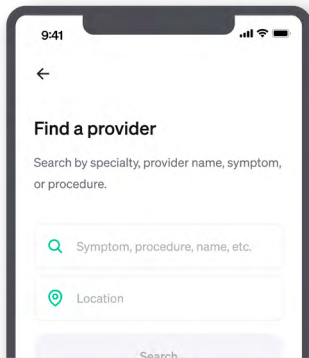 9:41
Find a provider
Search by specialty, provider name, symptom,
or procedure.
Symptom, procedure, name, etc.
Location
Search